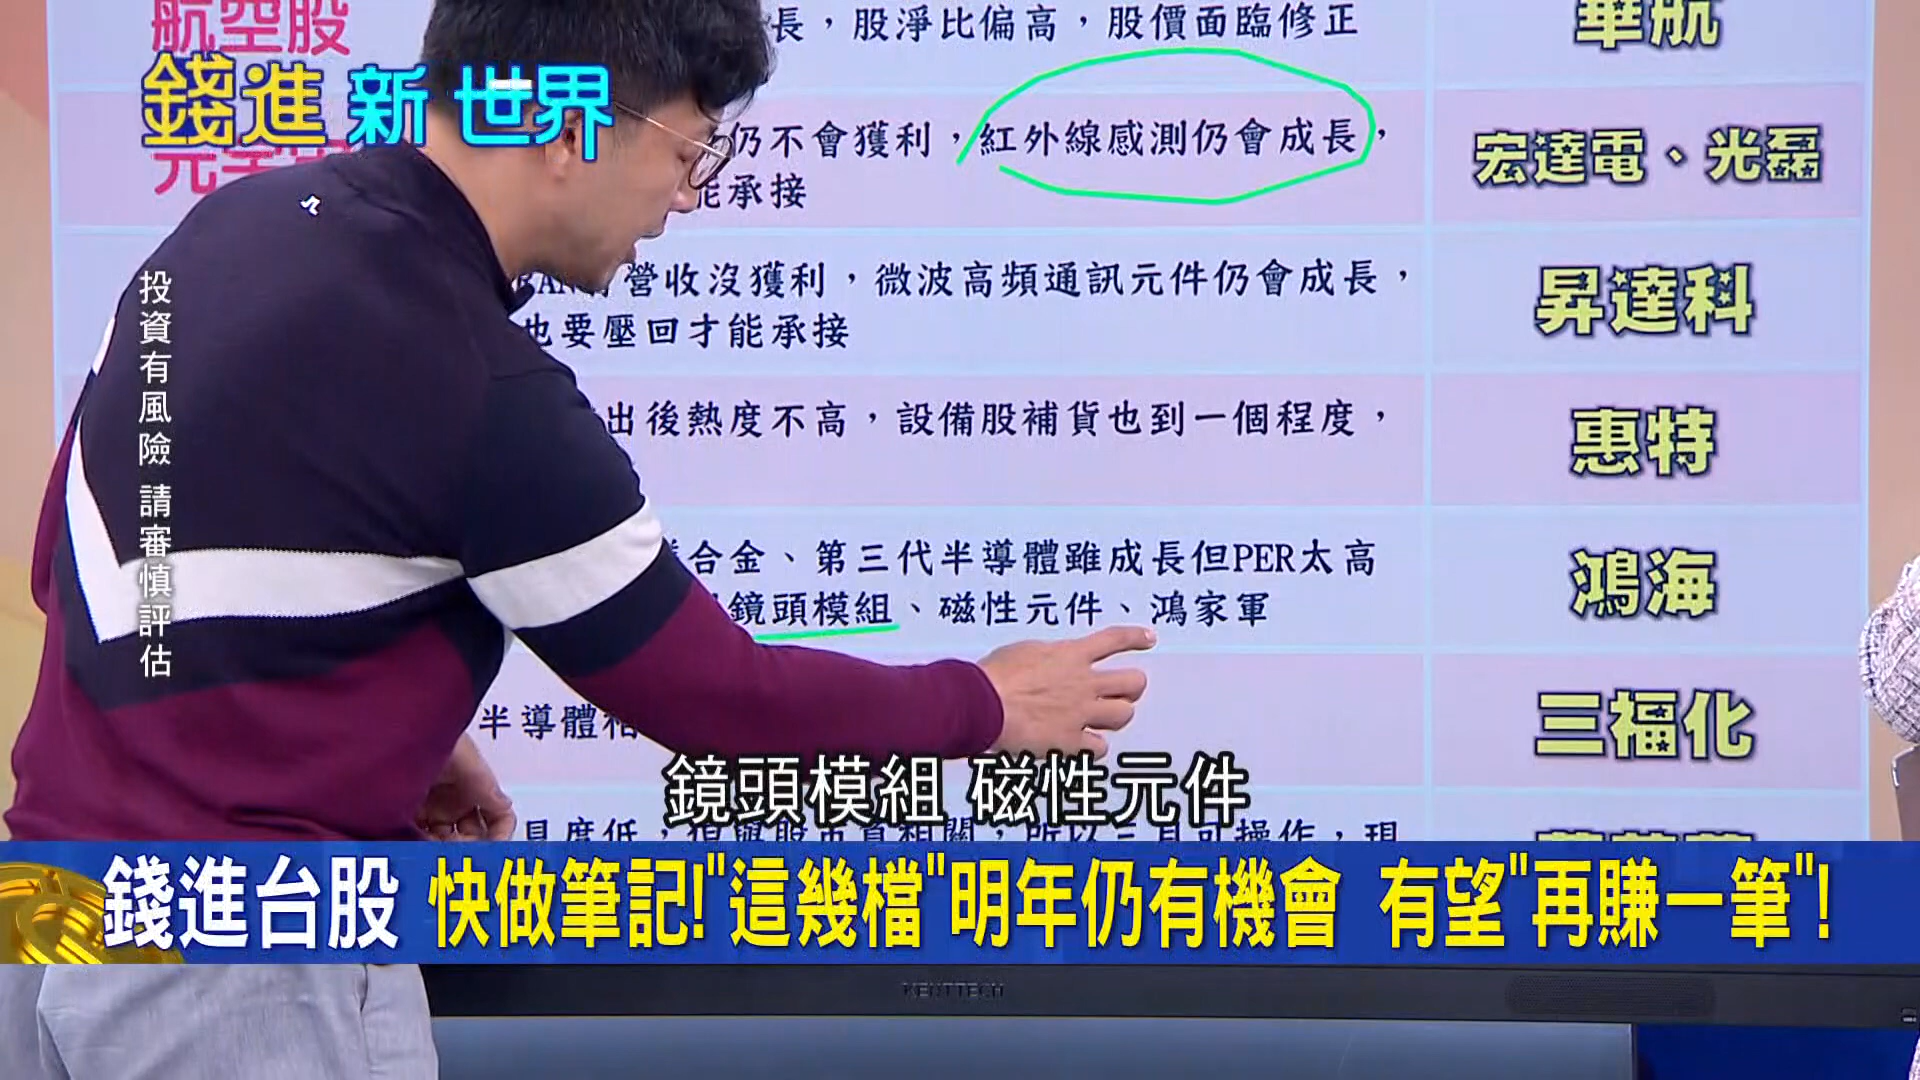 航空股
長，股淨比偏高，股價面臨修正
華航
錢進新世界
仍不會獲利，紅外線感測仍會成長，
能承接
宏達電、光磊
營收沒獲利，微波高頻通訊元件仍會成長，
也要壓回才能承接
昇達科
出後熱度不高，設備股補貨也到一個程度，
惠特
合金、第三代半導體雖成長但PER太高
鏡頭模組、磁性元件、鴻家軍
鴻海
半導體相
三福化
投資有風險 請審慎評估
鏡頭模組 磁性元件
錢進台股 快做筆記!"這幾檔"明年仍有機會 有望"再賺一筆"!